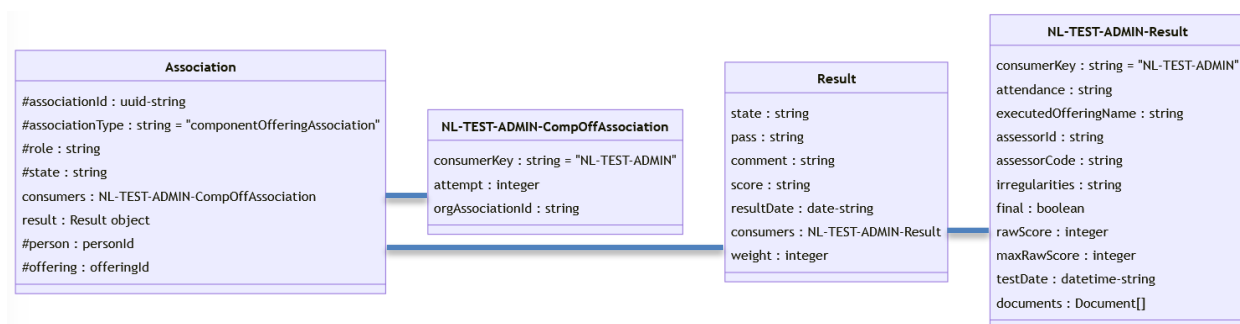 Association
#associationId : uuid-string
#associationType : string = "componentOfferingAssociation"
#role : string
#state : string
consumers : NL-TEST-ADMIN-CompOffAssociation
result : Result object
#person : personId
#offering : offeringId
NL-TEST-ADMIN-CompOffAssociation
consumerKey : string = "NL-TEST-ADMIN"
attempt : integer
orgAssociationId : string
Result
state : string
pass : string
comment : string
score : string
resultDate : date-string
consumers : NL-TEST-ADMIN-Result
weight : integer
NL-TEST-ADMIN-Result
consumerKey : string = "NL-TEST-ADMIN"
attendance : string
executedOfferingName : string
assessorId : string
assessorCode : string
irregularities : string
final : boolean
rawScore : integer
maxRawScore : integer
testDate : datetime-string
documents : Document[]